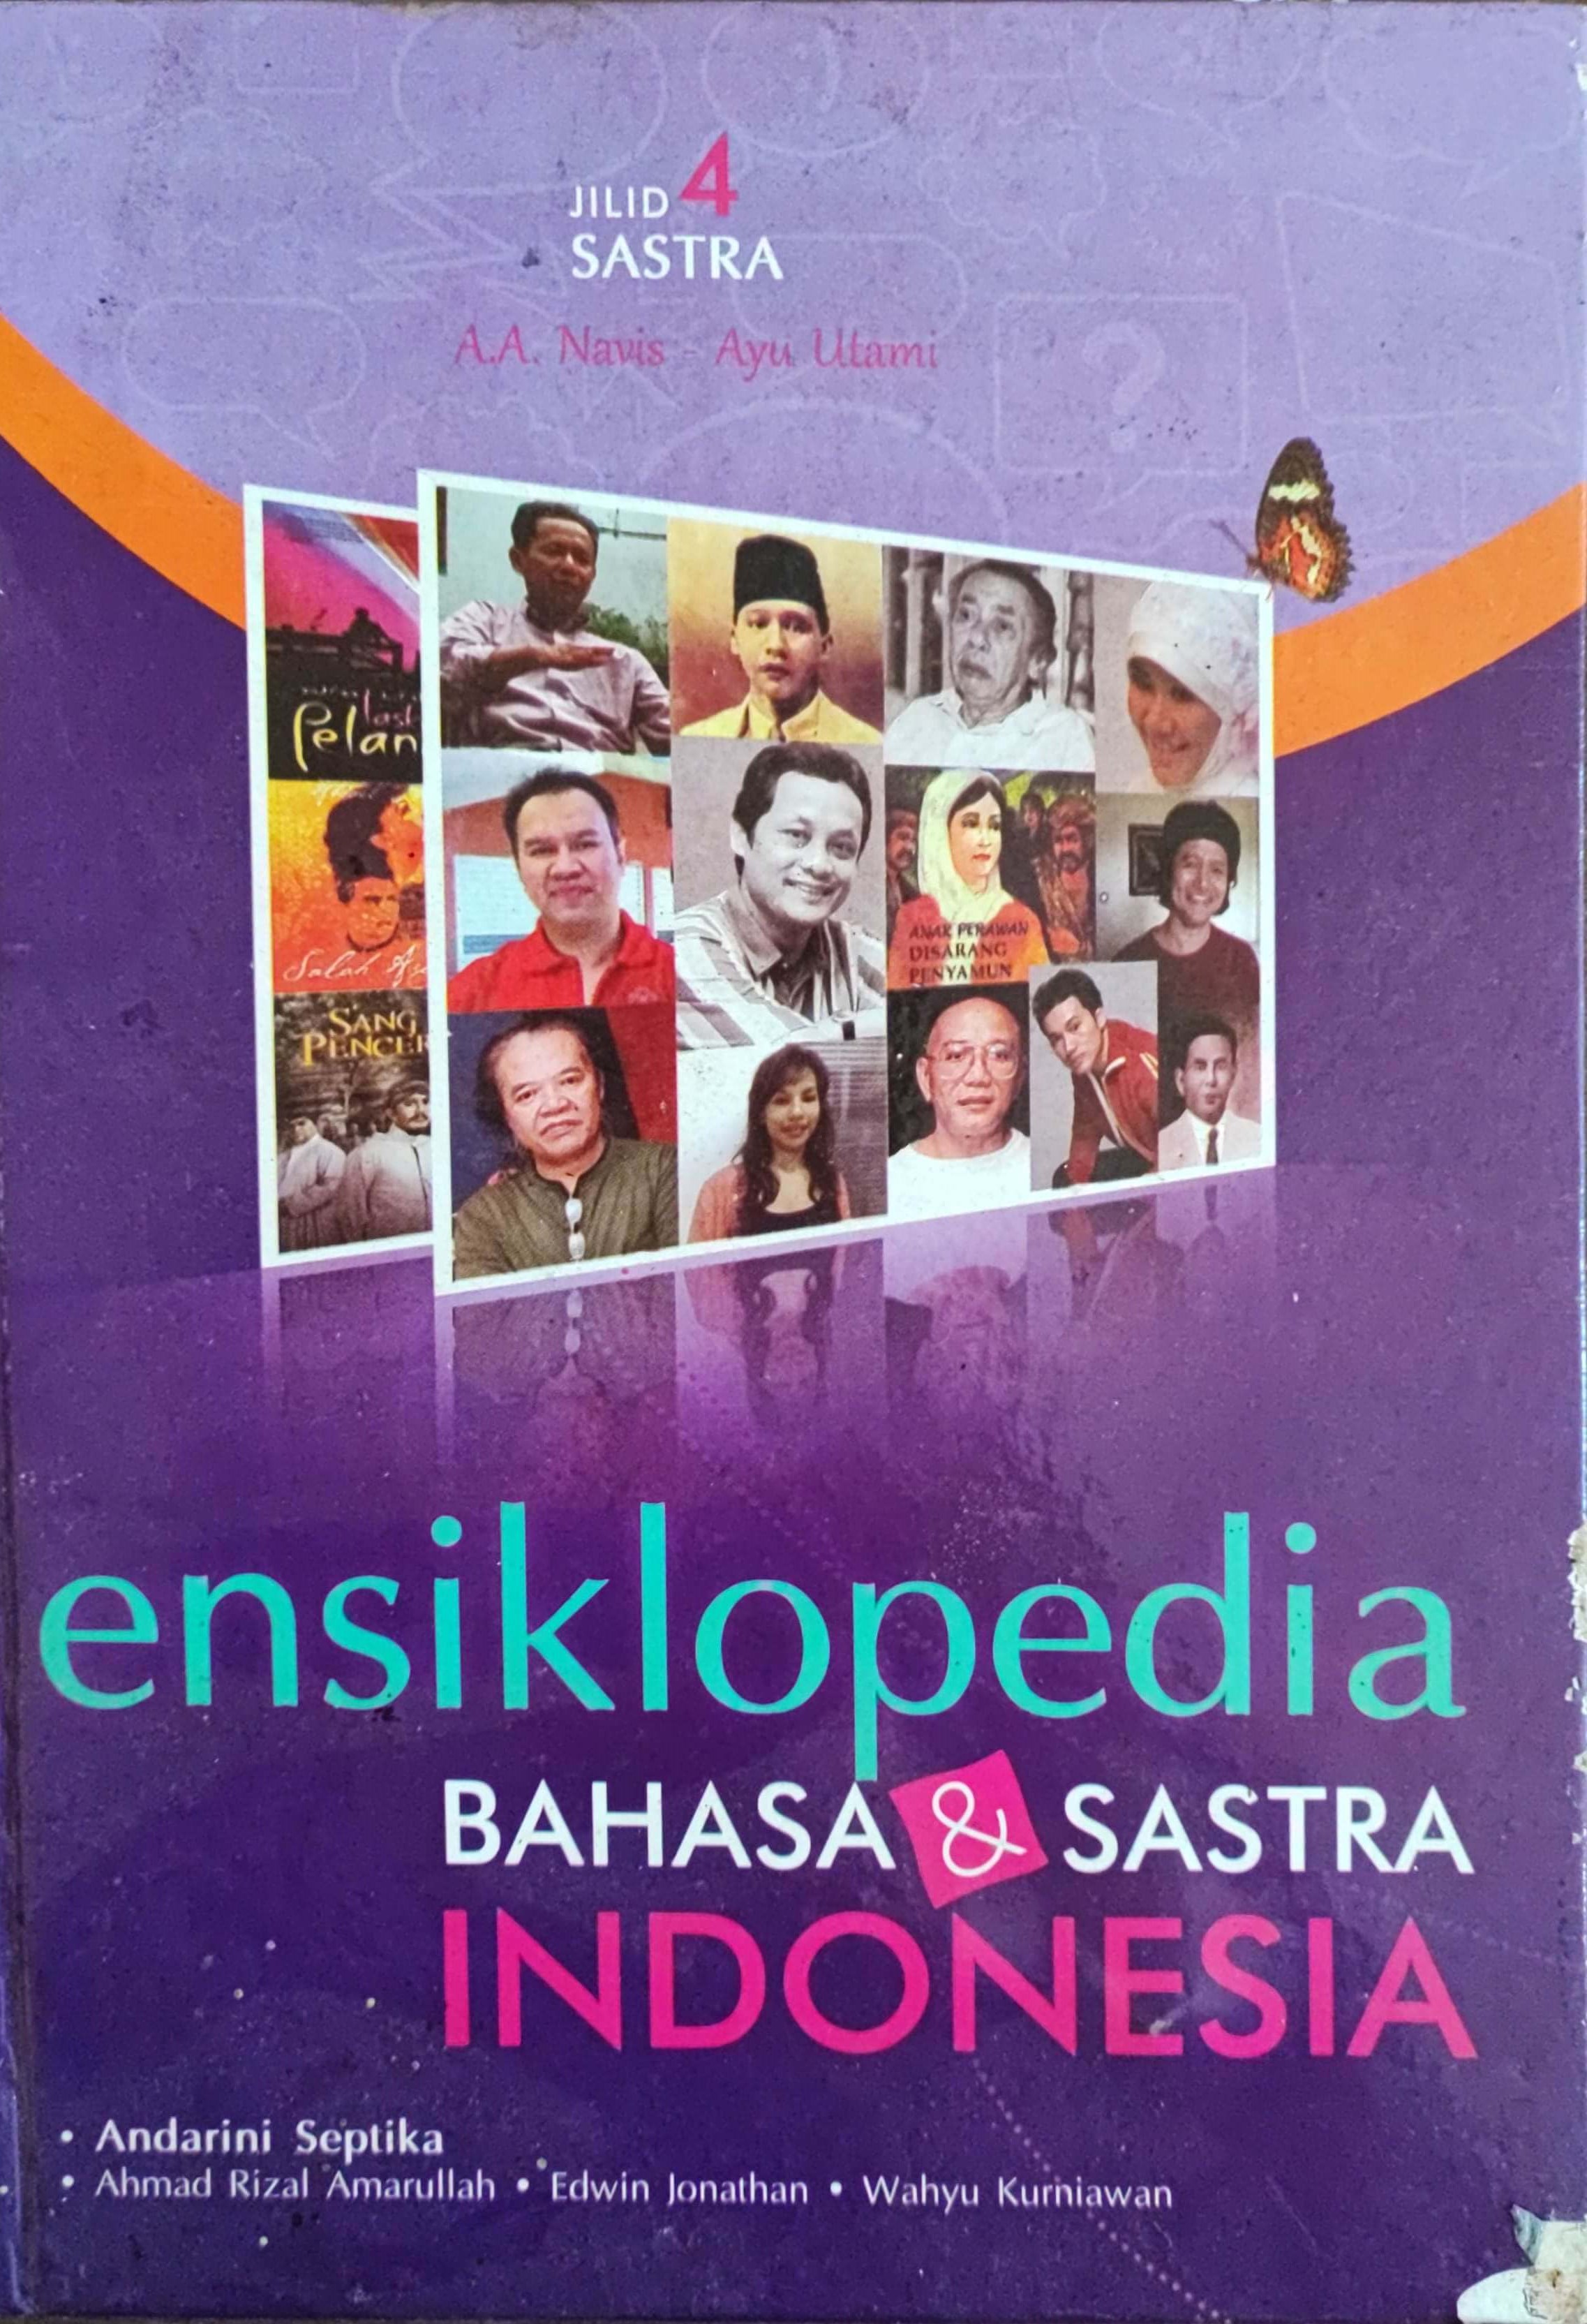 JILID 4
SASTRA
A.A. Navis - Ayu Utami
Pelan
Salah
SANG
PENCER
ANAK PERAWAN
DISARANG
PENYAMUN
ensiklopedia
BAHASA & SASTRA
INDONESIA
• Andarini Septika
• Ahmad Rizal Amarullah • Edwin Jonathan • Wahyu Kurniawan